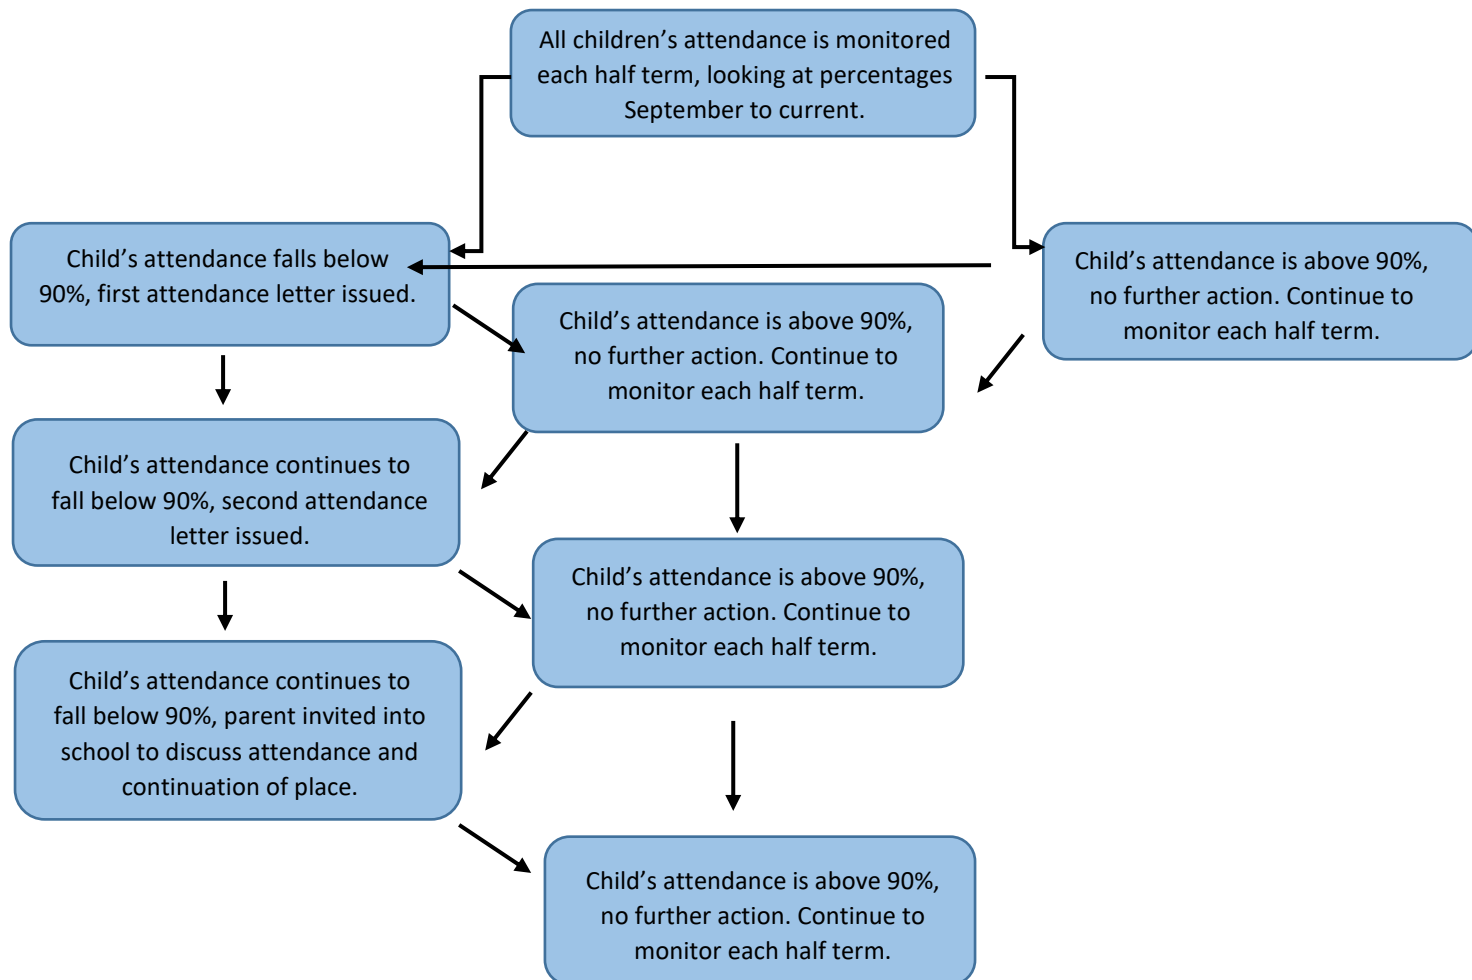 All children’s attendance is monitored
each half term, looking at percentages
September to current.
Child’s attendance falls below
90%, first attendance letter issued.
Child’s attendance is above 90%,
no further action. Continue to
monitor each half term.
Child’s attendance is above 90%,
no further action. Continue to
monitor each half term.
Child’s attendance continues to
fall below 90%, second attendance
letter issued.
Child’s attendance is above 90%,
no further action. Continue to
monitor each half term.
Child’s attendance continues to
fall below 90%, parent invited into
school to discuss attendance and
continuation of place.
Child’s attendance is above 90%,
no further action. Continue to
monitor each half term.